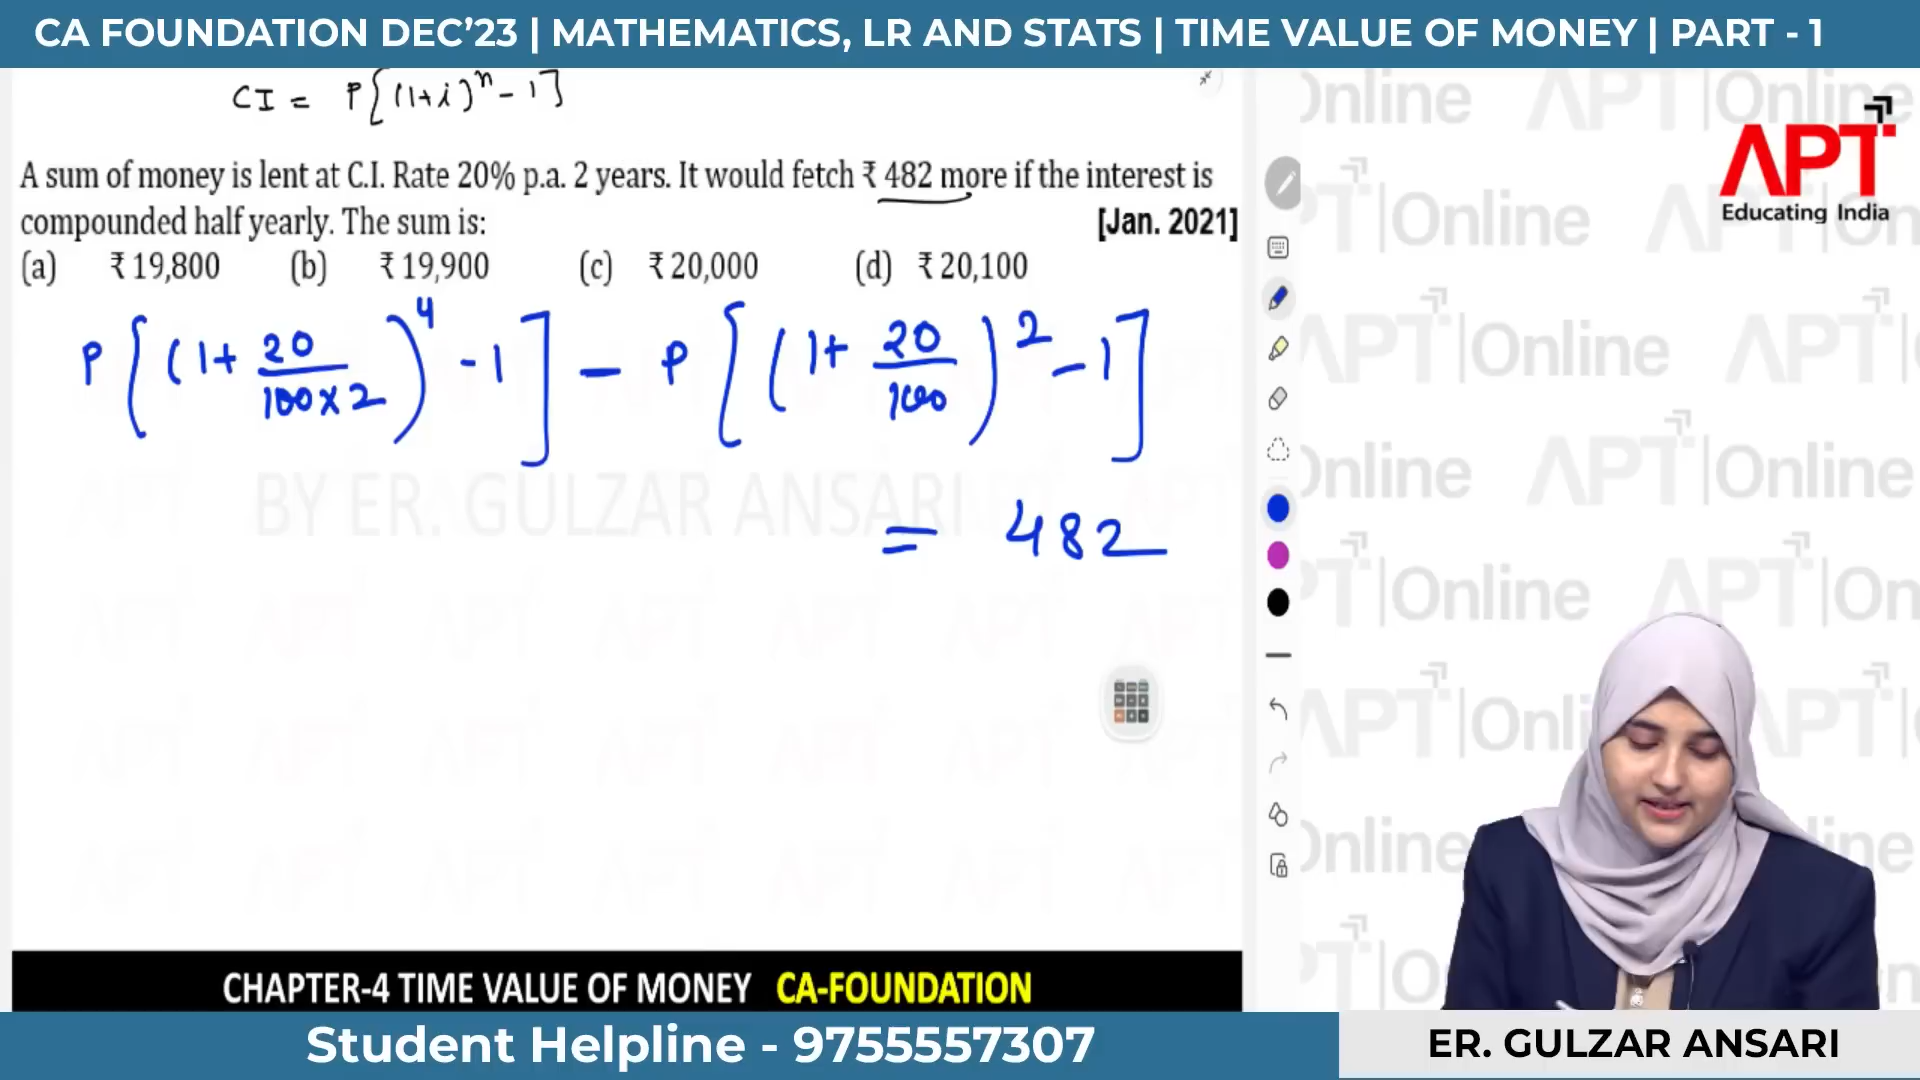 CA FOUNDATION DEC’23 | MATHEMATICS, LR AND STATS | TIME VALUE OF MONEY | PART - 1
CI = P[(1+i)^n - 1]
A sum of money is lent at C.I. Rate 20% p.a. 2 years. It would fetch ₹ 482 more if the interest is
compounded half yearly. The sum is: [Jan. 2021]
(a) ₹ 19,800 (b) ₹ 19,900 (c) ₹ 20,000 (d) ₹ 20,100
P[(1+20/100×2)^4 - 1] - P[(1+20/100)^2 - 1]
= 482
BY ER. GULZAR ANSARI
APT
Educating India
APT|Online
CHAPTER-4 TIME VALUE OF MONEY CA-FOUNDATION
Student Helpline - 9755557307
ER. GULZAR ANSARI